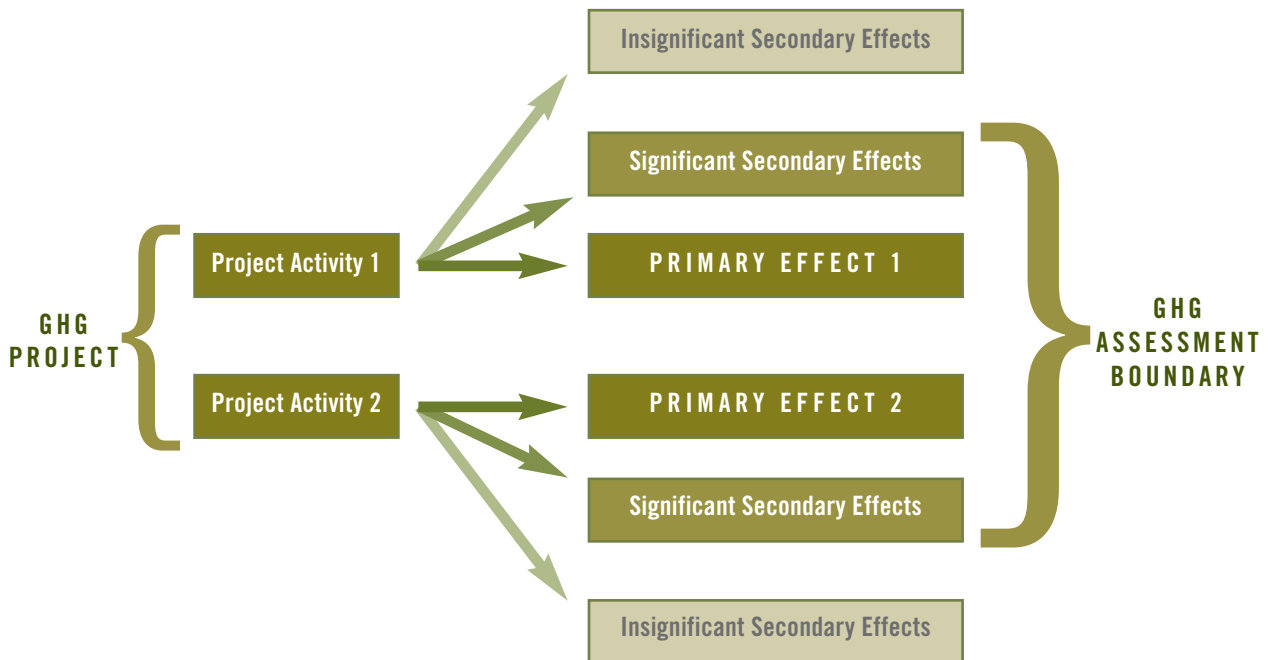 Insignificant Secondary Effects
Significant Secondary Effects
Project Activity 1
PRIMARY EFFECT 1
GHG
PROJECT
GHG
ASSESSMENT
BOUNDARY
Project Activity 2
PRIMARY EFFECT 2
Significant Secondary Effects
Insignificant Secondary Effects